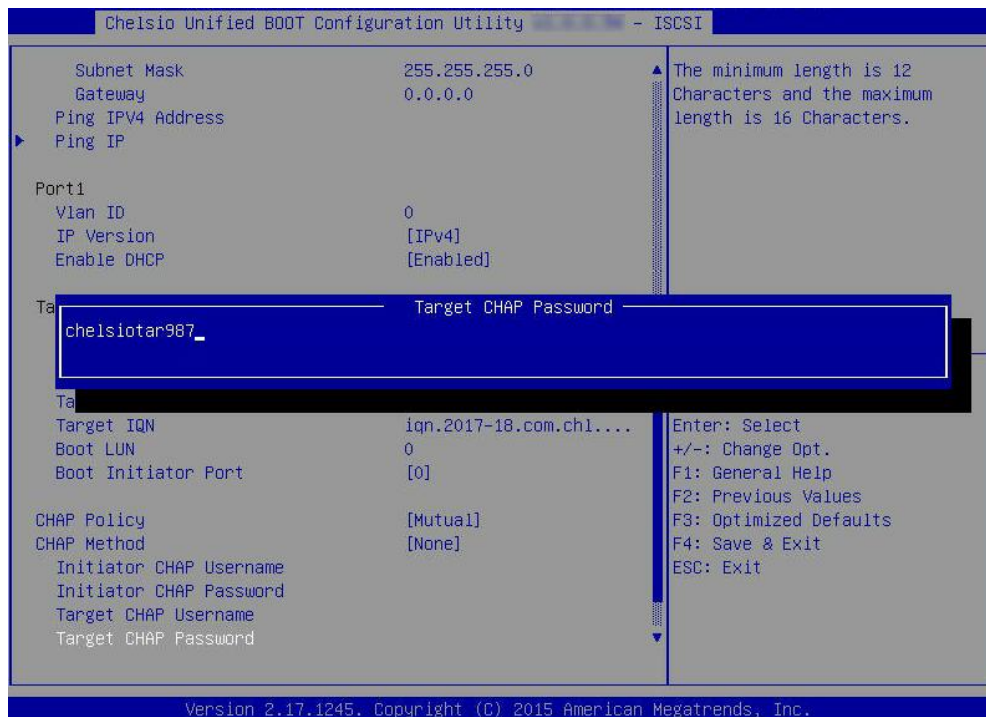 Chelsio Unified BOOT Configuration Utility - ISCSI
Subnet Mask 255.255.255.0
Gateway 0.0.0.0
Ping IPV4 Address
Ping IP
Port1
Vlan ID 0
IP Version [IPv4]
Enable DHCP [Enabled]
Ta
Target CHAP Password
chelsiotar987_
Ta
Target IQN iqn.2017-18.com.chl....
Boot LUN 0
Boot Initiator Port [0]
CHAP Policy [Mutual]
CHAP Method [None]
Initiator CHAP Username
Initiator CHAP Password
Target CHAP Username
Target CHAP Password
The minimum length is 12
Characters and the maximum
length is 16 Characters.
Enter: Select
+/-: Change Opt.
F1: General Help
F2: Previous Values
F3: Optimized Defaults
F4: Save & Exit
ESC: Exit
Version 2.17.1245. Copyright (C) 2015 American Megatrends, Inc.